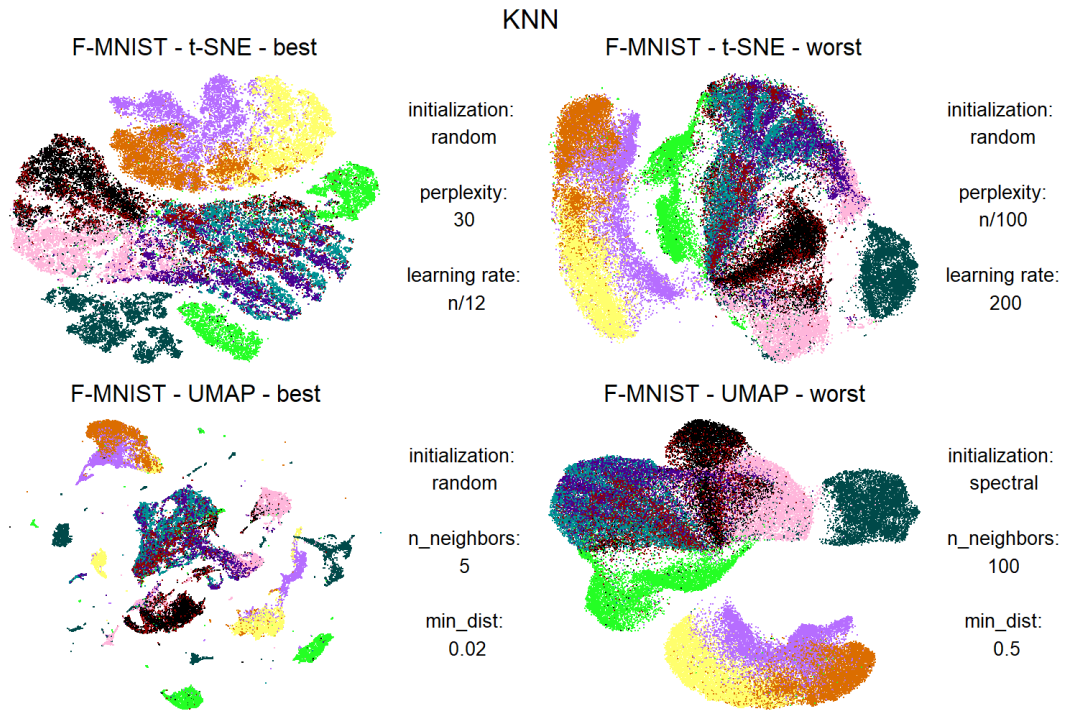 KNN
F-MNIST - t-SNE - best
initialization:
random
perplexity:
30
learning rate:
n/12
F-MNIST - t-SNE - worst
initialization:
random
perplexity:
n/100
learning rate:
200
F-MNIST - UMAP - best
initialization:
random
n_neighbors:
5
min_dist:
0.02
F-MNIST - UMAP - worst
initialization:
spectral
n_neighbors:
100
min_dist:
0.5